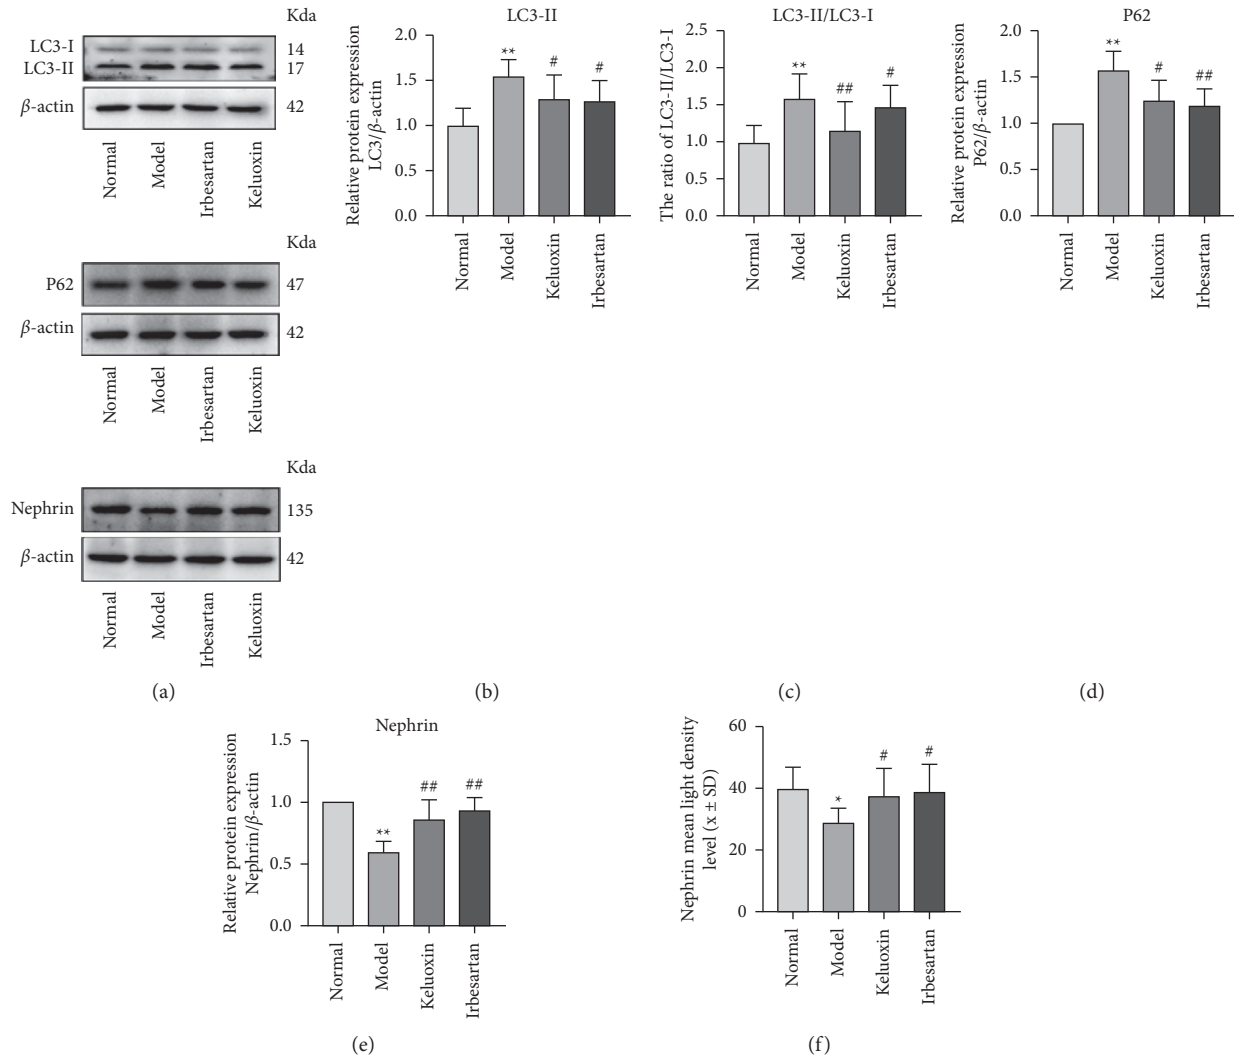 Kda
LC3-I 14
LC3-II 17
β-actin 42
Normal
Model
Irbesartan
Keluoxin
Kda
P62 47
β-actin 42
Normal
Model
Irbesartan
Keluoxin
Kda
Nephrin 135
β-actin 42
Normal
Model
Irbesartan
Keluoxin
(a)
LC3-II
Relative protein expression
LC3/β-actin
2.0
1.5
1.0
0.5
0.0
**
#
#
Normal
Model
Keluoxin
Irbesartan
(b)
LC3-II/LC3-I
The ratio of LC3-II/LC3-I
2.5
2.0
1.5
1.0
0.5
0.0
**
##
#
Normal
Model
Keluoxin
Irbesartan
(c)
P62
Relative protein expression
P62/β-actin
2.0
1.5
1.0
0.5
0.0
**
#
##
Normal
Model
Keluoxin
Irbesartan
(d)
Nephrin
Relative protein expression
Nephrin/β-actin
1.5
1.0
0.5
0.0
**
##
##
Normal
Model
Keluoxin
Irbesartan
(e)
Nephrin mean light density
level (x ± SD)
60
40
20
0
*
#
#
Normal
Model
Keluoxin
Irbesartan
(f)